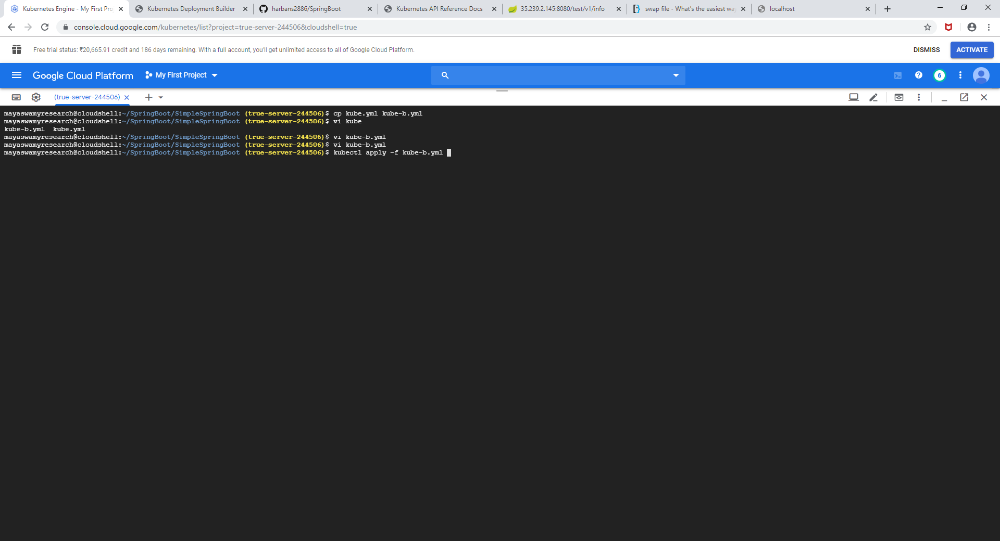 Kubernetes Engine - My First Pro
Kubernetes Deployment Builder
harbans2886/SpringBoot
Kubernetes API Reference Docs
35.239.2.145:8080/test/v1/info
swap file - What's the easiest way
localhost
console.cloud.google.com/kubernetes/list?project=true-server-244506&cloudshell=true
Free trial status: ₹20,665.91 credit and 186 days remaining. With a full account, you'll get unlimited access to all of Google Cloud Platform.
DISMISS
ACTIVATE
Google Cloud Platform
My First Project
6
(true-server-244506)
mayaswamyresearch@cloudshell:~/SpringBoot/SimpleSpringBoot (true-server-244506)$ cp kube.yml kube-b.yml
mayaswamyresearch@cloudshell:~/SpringBoot/SimpleSpringBoot (true-server-244506)$ vi kube
kube-b.yml  kube.yml
mayaswamyresearch@cloudshell:~/SpringBoot/SimpleSpringBoot (true-server-244506)$ vi kube-b.yml
mayaswamyresearch@cloudshell:~/SpringBoot/SimpleSpringBoot (true-server-244506)$ vi kube-b.yml
mayaswamyresearch@cloudshell:~/SpringBoot/SimpleSpringBoot (true-server-244506)$ kubectl apply -f kube-b.yml